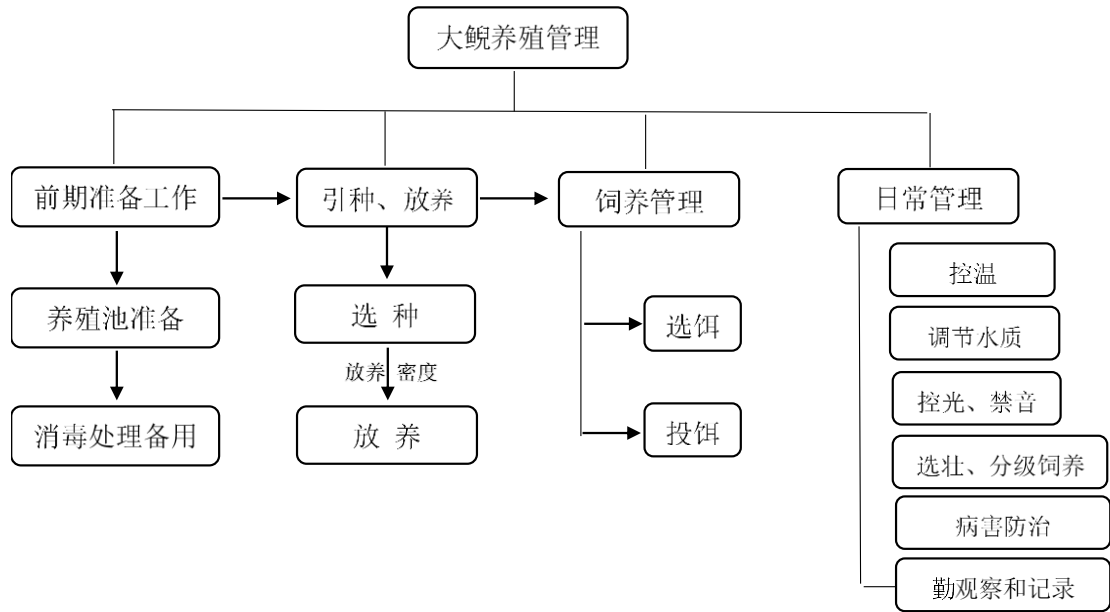 大鲵养殖管理
前期准备工作
引种、放养
饲养管理
日常管理
养殖池准备
消毒处理备用
选 种
放养 密度
放 养
选饵
投饵
控温
调节水质
控光、禁音
选壮、分级饲养
病害防治
勤观察和记录